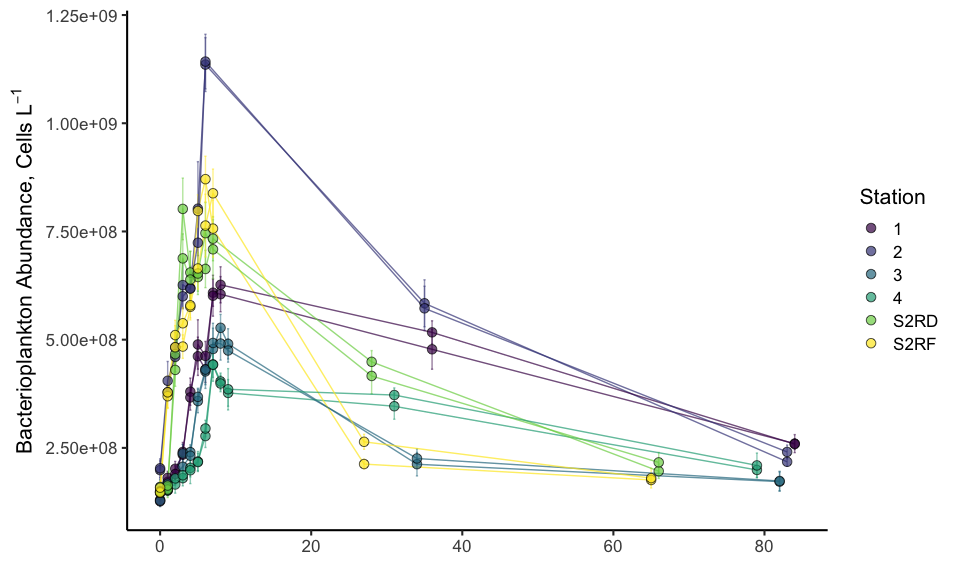 Bacterioplankton Abundance, Cells L⁻¹
1.25e+09
1.00e+09
7.50e+08
5.00e+08
2.50e+08
0
20
40
60
80
Station
1
2
3
4
S2RD
S2RF